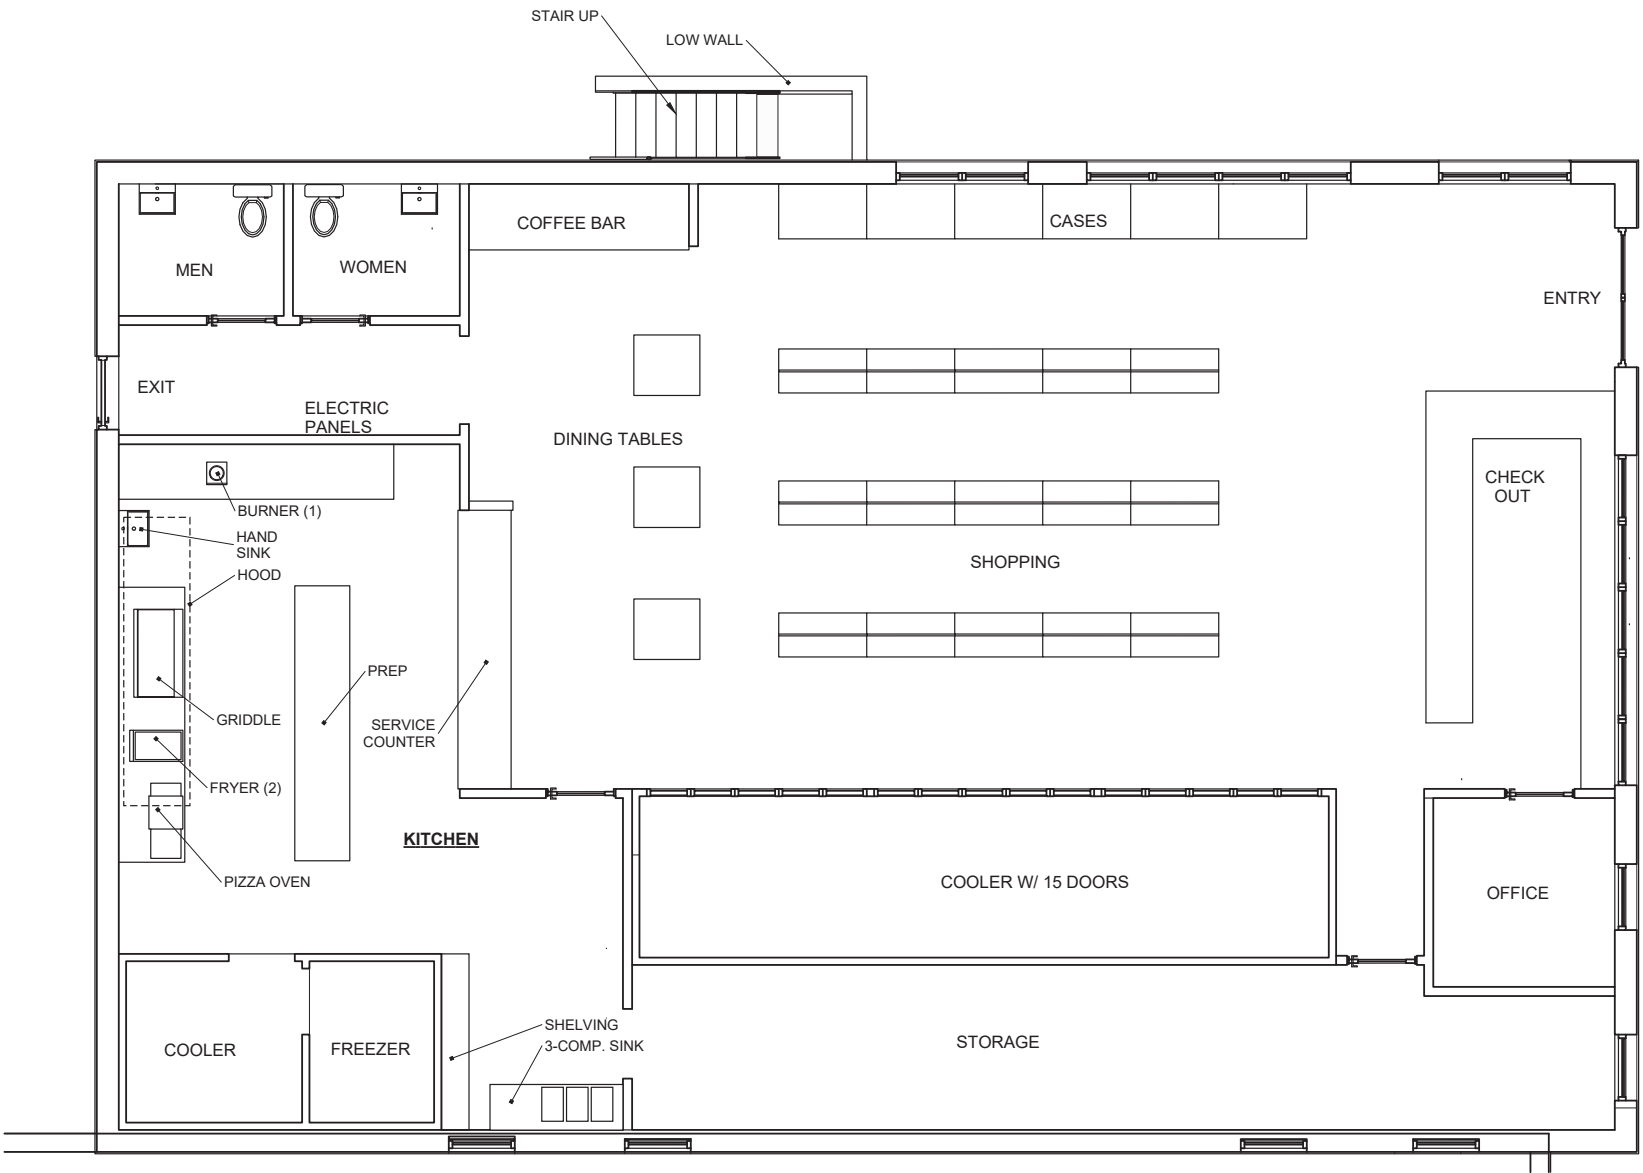 STAIR UP
LOW WALL
COFFEE BAR
CASES
MEN
WOMEN
ENTRY
EXIT
ELECTRIC
PANELS
DINING TABLES
CHECK
OUT
BURNER (1)
HAND
SINK
HOOD
SHOPPING
PREP
GRIDDLE
SERVICE
COUNTER
FRYER (2)
KITCHEN
PIZZA OVEN
COOLER W/ 15 DOORS
OFFICE
SHELVING
3-COMP. SINK
STORAGE
COOLER
FREEZER